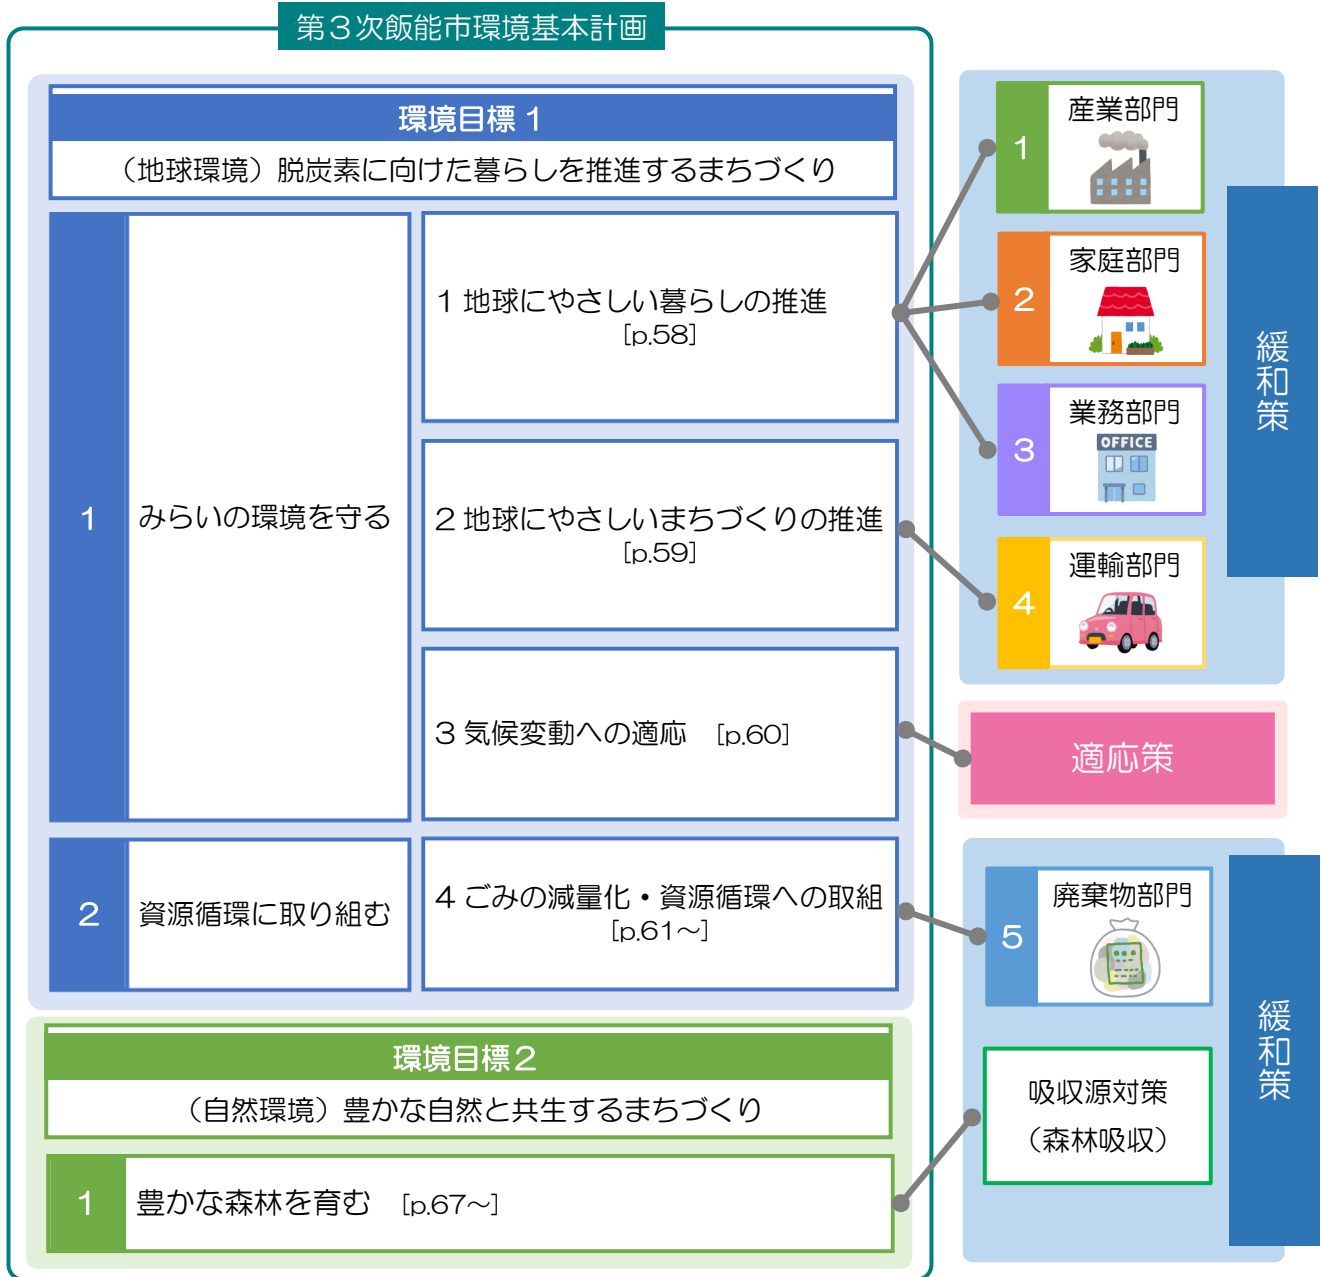 第３次飯能市環境基本計画
環境目標１
（地球環境）脱炭素に向けた暮らしを推進するまちづくり
1
みらいの環境を守る
1 地球にやさしい暮らしの推進
[p.58]
2 地球にやさしいまちづくりの推進
[p.59]
3 気候変動への適応　[p.60]
2
資源循環に取り組む
4 ごみの減量化・資源循環への取組
[p.61～]
環境目標２
（自然環境）豊かな自然と共生するまちづくり
1
豊かな森林を育む　[p.67～]
1
産業部門
2
家庭部門
3
業務部門
OFFICE
4
運輸部門
緩和策
適応策
5
廃棄物部門
吸収源対策
（森林吸収）
緩和策